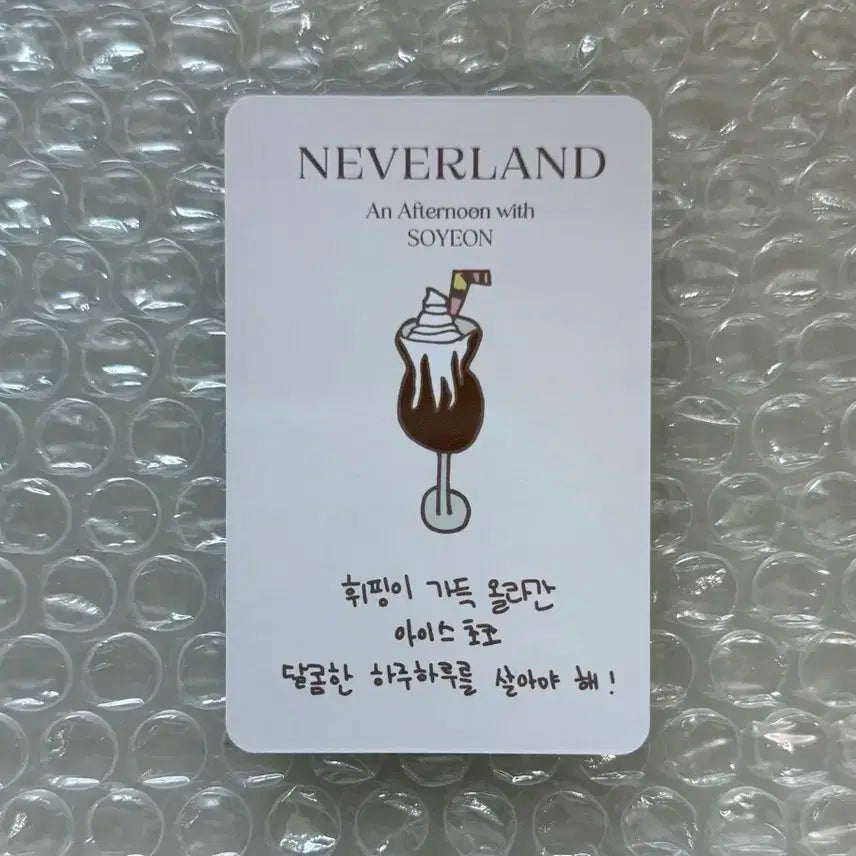 NEVERLAND
An Afternoon with
SOYEON
휘핑이 가득 올라간
아이스 초코
달콤한 하주하루를 살아야 해!